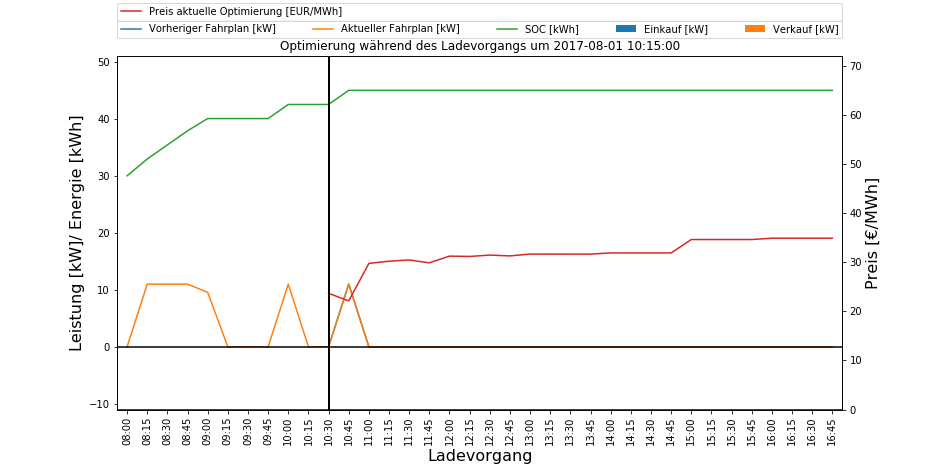 Preis aktuelle Optimierung [EUR/MWh]
Vorheriger Fahrplan [kW] Aktueller Fahrplan [kW] SOC [kWh] Einkauf [kW] Verkauf [kW]
Optimierung während des Ladevorgangs um 2017-08-01 10:15:00
Leistung [kW]/ Energie [kWh]
50
40
30
20
10
0
−10
Preis [€/MWh]
70
60
50
40
30
20
10
0
08:00 08:15 08:30 08:45 09:00 09:15 09:30 09:45 10:00 10:15 10:30 10:45 11:00 11:15 11:30 11:45 12:00 12:15 12:30 12:45 13:00 13:15 13:30 13:45 14:00 14:15 14:30 14:45 15:00 15:15 15:30 15:45 16:00 16:15 16:30 16:45
Ladevorgang